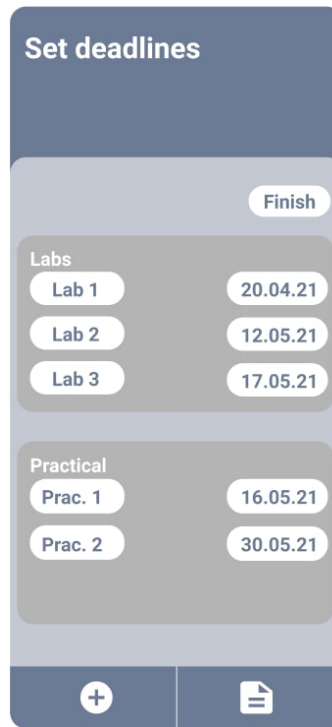 Set deadlines
Finish
Labs
Lab 1 20.04.21
Lab 2 12.05.21
Lab 3 17.05.21
Practical
Prac. 1 16.05.21
Prac. 2 30.05.21